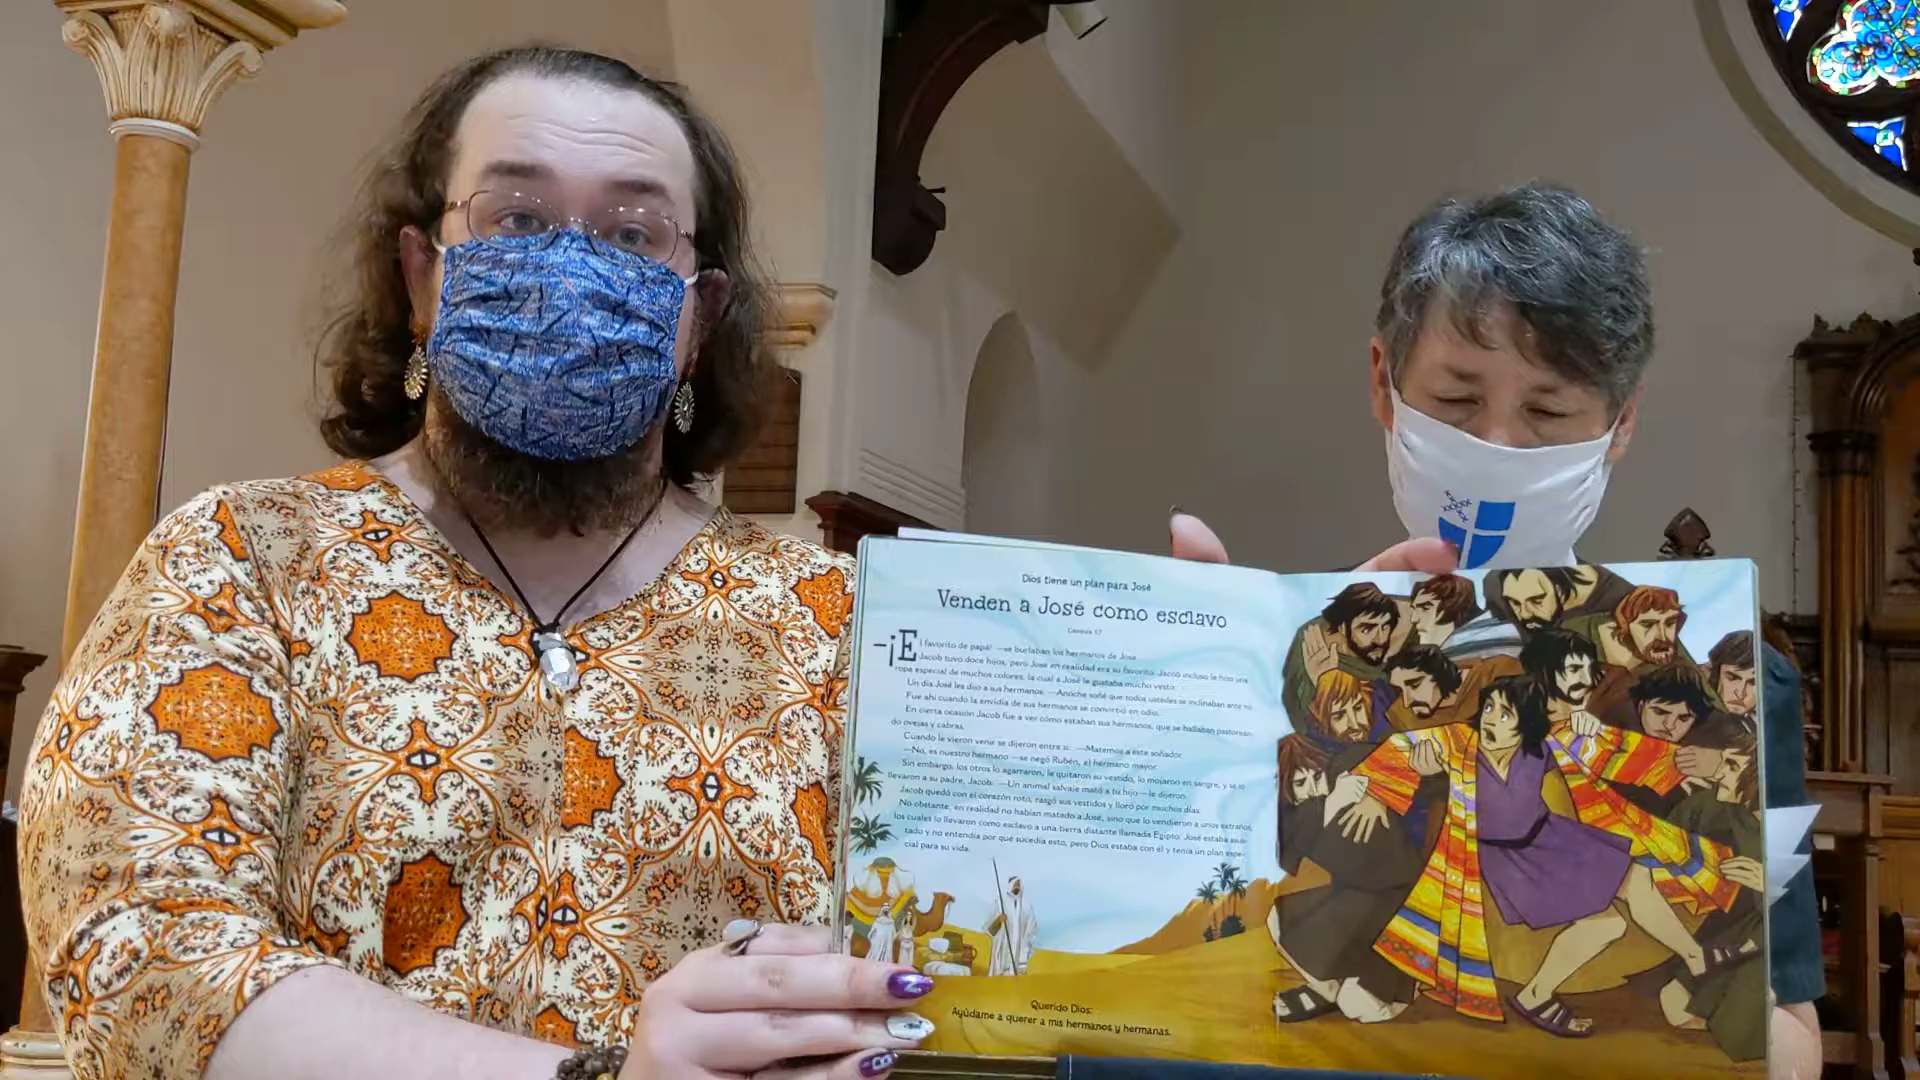 Dios tiene un plan para José
Venden a José como esclavo
Génesis 37
—¡El favorito de papá! —se burlaban los hermanos de José.
Jacob tuvo doce hijos, pero José en realidad era su favorito. Jacob incluso le hizo una
ropa especial de muchos colores, la cual a José le gustaba mucho vestir.
Un día José les dijo a sus hermanos: —Anoche soñé que todos ustedes se inclinaban ante mí.
Fue ahí cuando la envidia de sus hermanos se convirtió en odio.
En cierta ocasión Jacob fue a ver cómo estaban sus hermanos, que se hallaban pastorean-
do ovejas y cabras.
Cuando le vieron venir se dijeron entre sí: —Matemos a este soñador.
—No, es nuestro hermano —se negó Rubén, el hermano mayor.
Sin embargo, los otros lo agarraron, le quitaron su vestido, lo mojaron en sangre, y se lo
llevaron a su padre, Jacob. —Un animal salvaje mató a tu hijo —le dijeron.
Jacob quedó con el corazón roto, rasgó sus vestidos y lloró por muchos días.
No obstante, en realidad no habían matado a José, sino que lo vendieron a unos extraños,
los cuales lo llevaron como esclavo a una tierra distante llamada Egipto. José estaba asus-
tado y no entendía por qué sucedía esto, pero Dios estaba con él y tenía un plan espe-
cial para su vida.
Querido Dios:
Ayúdame a querer a mis hermanos y hermanas.
N
B